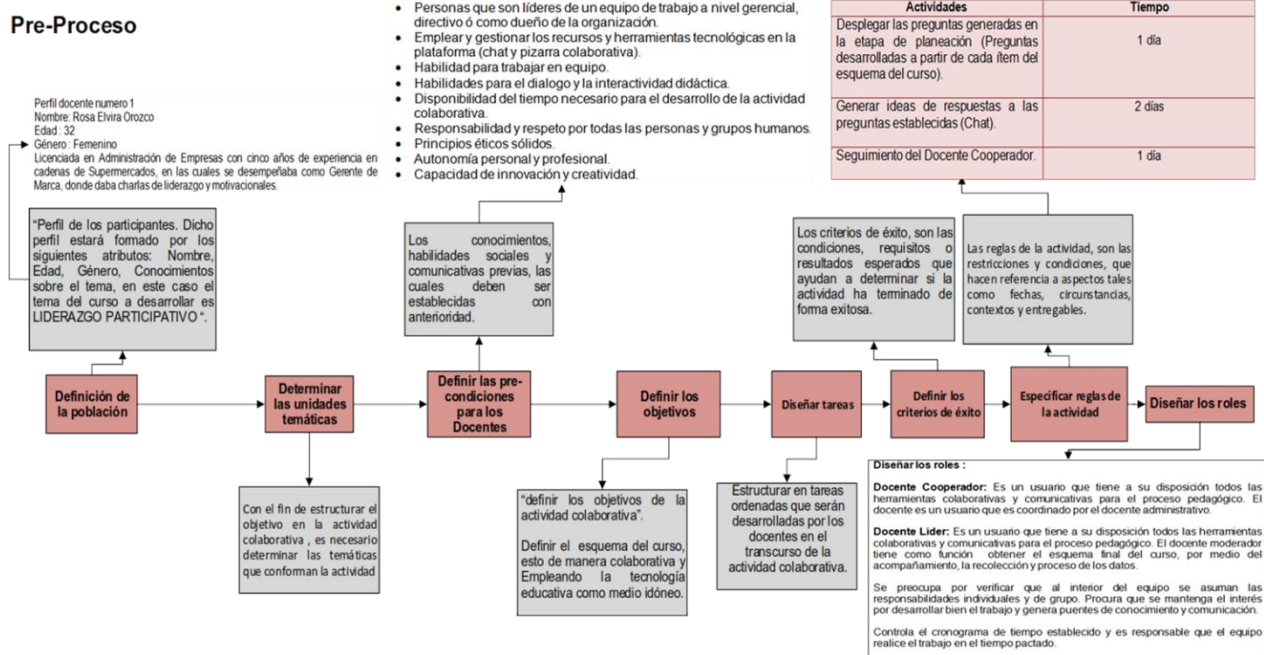 Pre-Proceso
Perfil docente numero 1
Nombre: Rosa Elvira Orozco
Edad : 32
Género : Femenino
Licenciada en Administración de Empresas con cinco años de experiencia en
cadenas de Supermercados, en las cuales se desempeñaba como Gerente de
Marca, donde daba charlas de liderazgo y motivacionales.
• Personas que son líderes de un equipo de trabajo a nivel gerencial,
directivo ó como dueño de la organización.
• Emplear y gestionar los recursos y herramientas tecnológicas en la
plataforma (chat y pizarra colaborativa).
• Habilidad para trabajar en equipo.
• Habilidades para el dialogo y la interactividad didáctica.
• Disponibilidad del tiempo necesario para el desarrollo de la actividad
colaborativa.
• Responsabilidad y respeto por todas las personas y grupos humanos.
• Principios éticos sólidos.
• Autonomía personal y profesional.
• Capacidad de innovación y creatividad.
Actividades Tiempo
Desplegar las preguntas generadas en
la etapa de planeación (Preguntas
desarrolladas a partir de cada ítem del
esquema del curso).
1 día
Generar ideas de respuestas a las
preguntas establecidas (Chat).
2 días
Seguimiento del Docente Cooperador. 1 día
“Perfil de los participantes. Dicho
perfil estará formado por los
siguientes atributos: Nombre,
Edad, Género, Conocimientos
sobre el tema, en este caso el
tema del curso a desarrollar es
LIDERAZGO PARTICIPATIVO “.
Los conocimientos,
habilidades sociales y
comunicativas previas, las
cuales deben ser
establecidas con
anterioridad.
Los criterios de éxito, son las
condiciones, requisitos o
resultados esperados que
ayudan a determinar si la
actividad ha terminado de
forma exitosa.
Las reglas de la actividad, son las
restricciones y condiciones, que
hacen referencia a aspectos tales
como fechas, circunstancias,
contextos y entregables.
Definición de
la población
Determinar
las unidades
temáticas
Definir las pre-
condiciones
para los
Docentes
Definir los
objetivos
Diseñar tareas
Definir los
criterios de éxito
Especificar reglas de
la actividad
Diseñar los roles
Con el fin de estructurar el
objetivo en la actividad
colaborativa , es necesario
determinar las temáticas
que conforman la actividad
“definir los objetivos de la
actividad colaborativa”.
Definir el esquema del curso,
esto de manera colaborativa y
Empleando la tecnología
educativa como medio idóneo.
Estructurar en tareas
ordenadas que serán
desarrolladas por los
docentes en el
transcurso de la
actividad colaborativa.
Diseñar los roles :
Docente Cooperador: Es un usuario que tiene a su disposición todos las
herramientas colaborativas y comunicativas para el proceso pedagógico. El
docente es un usuario que es coordinado por el docente administrativo.
Docente Lider: Es un usuario que tiene a su disposición todos las herramientas
colaborativas y comunicativas para el proceso pedagógico. El docente moderador
tiene como función obtener el esquema final del curso, por medio del
acompañamiento, la recolección y proceso de los datos.
Se preocupa por verificar que al interior del equipo se asuman las
responsabilidades individuales y de grupo. Procura que se mantenga el interés
por desarrollar bien el trabajo y genera puentes de conocimiento y comunicación.
Controla el cronograma de tiempo establecido y es responsable que el equipo
realice el trabajo en el tiempo pactado.